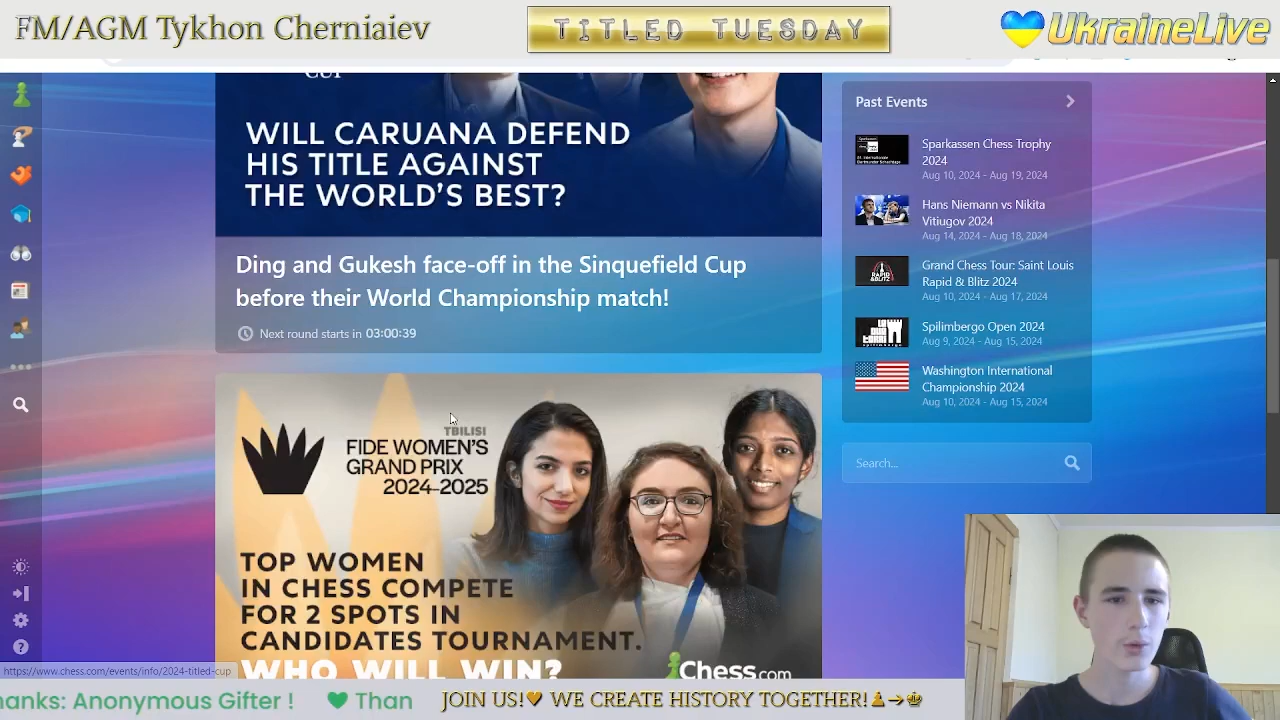 FM/AGM Tykhon Cherniaiev
TITLED TUESDAY
UkraineLive
WILL CARUANA DEFEND
HIS TITLE AGAINST
THE WORLD'S BEST?
Ding and Gukesh face-off in the Sinquefield Cup
before their World Championship match!
Next round starts in 03:00:39
TBILISI
FIDE WOMEN'S
GRAND PRIX
2024-2025
TOP WOMEN
IN CHESS COMPETE
FOR 2 SPOTS IN
CANDIDATES TOURNAMENT.
WHO WILL WIN?
Chess.com
Past Events
Sparkassen Chess Trophy
2024
Aug 10, 2024 - Aug 19, 2024
Hans Niemann vs Nikita
Vitiugov 2024
Aug 14, 2024 - Aug 18, 2024
Grand Chess Tour: Saint Louis
Rapid & Blitz 2024
Aug 10, 2024 - Aug 17, 2024
Spilimbergo Open 2024
Aug 9, 2024 - Aug 15, 2024
Washington International
Championship 2024
Aug 10, 2024 - Aug 15, 2024
Search...
https://www.chess.com/events/info/2024-titled-cup
hanks: Anonymous Gifter ! Than
JOIN US! WE CREATE HISTORY TOGETHER!